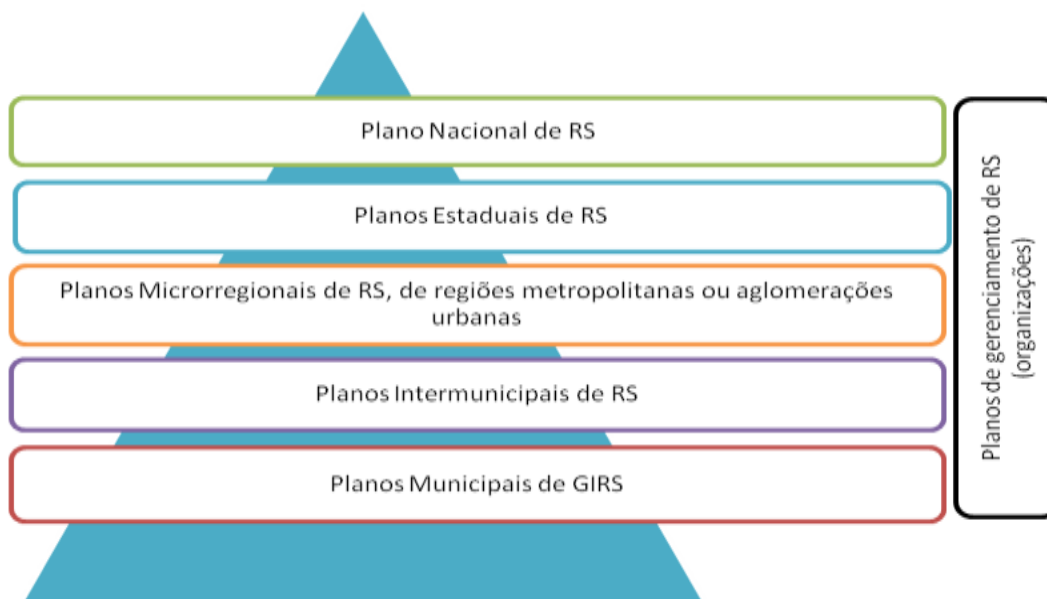 Plano Nacional de RS
Planos Estaduais de RS
Planos Microrregionais de RS, de regiões metropolitanas ou aglomerações
urbanas
Planos Intermunicipais de RS
Planos Municipais de GIRS
Planos de gerenciamento de RS
(organizações)